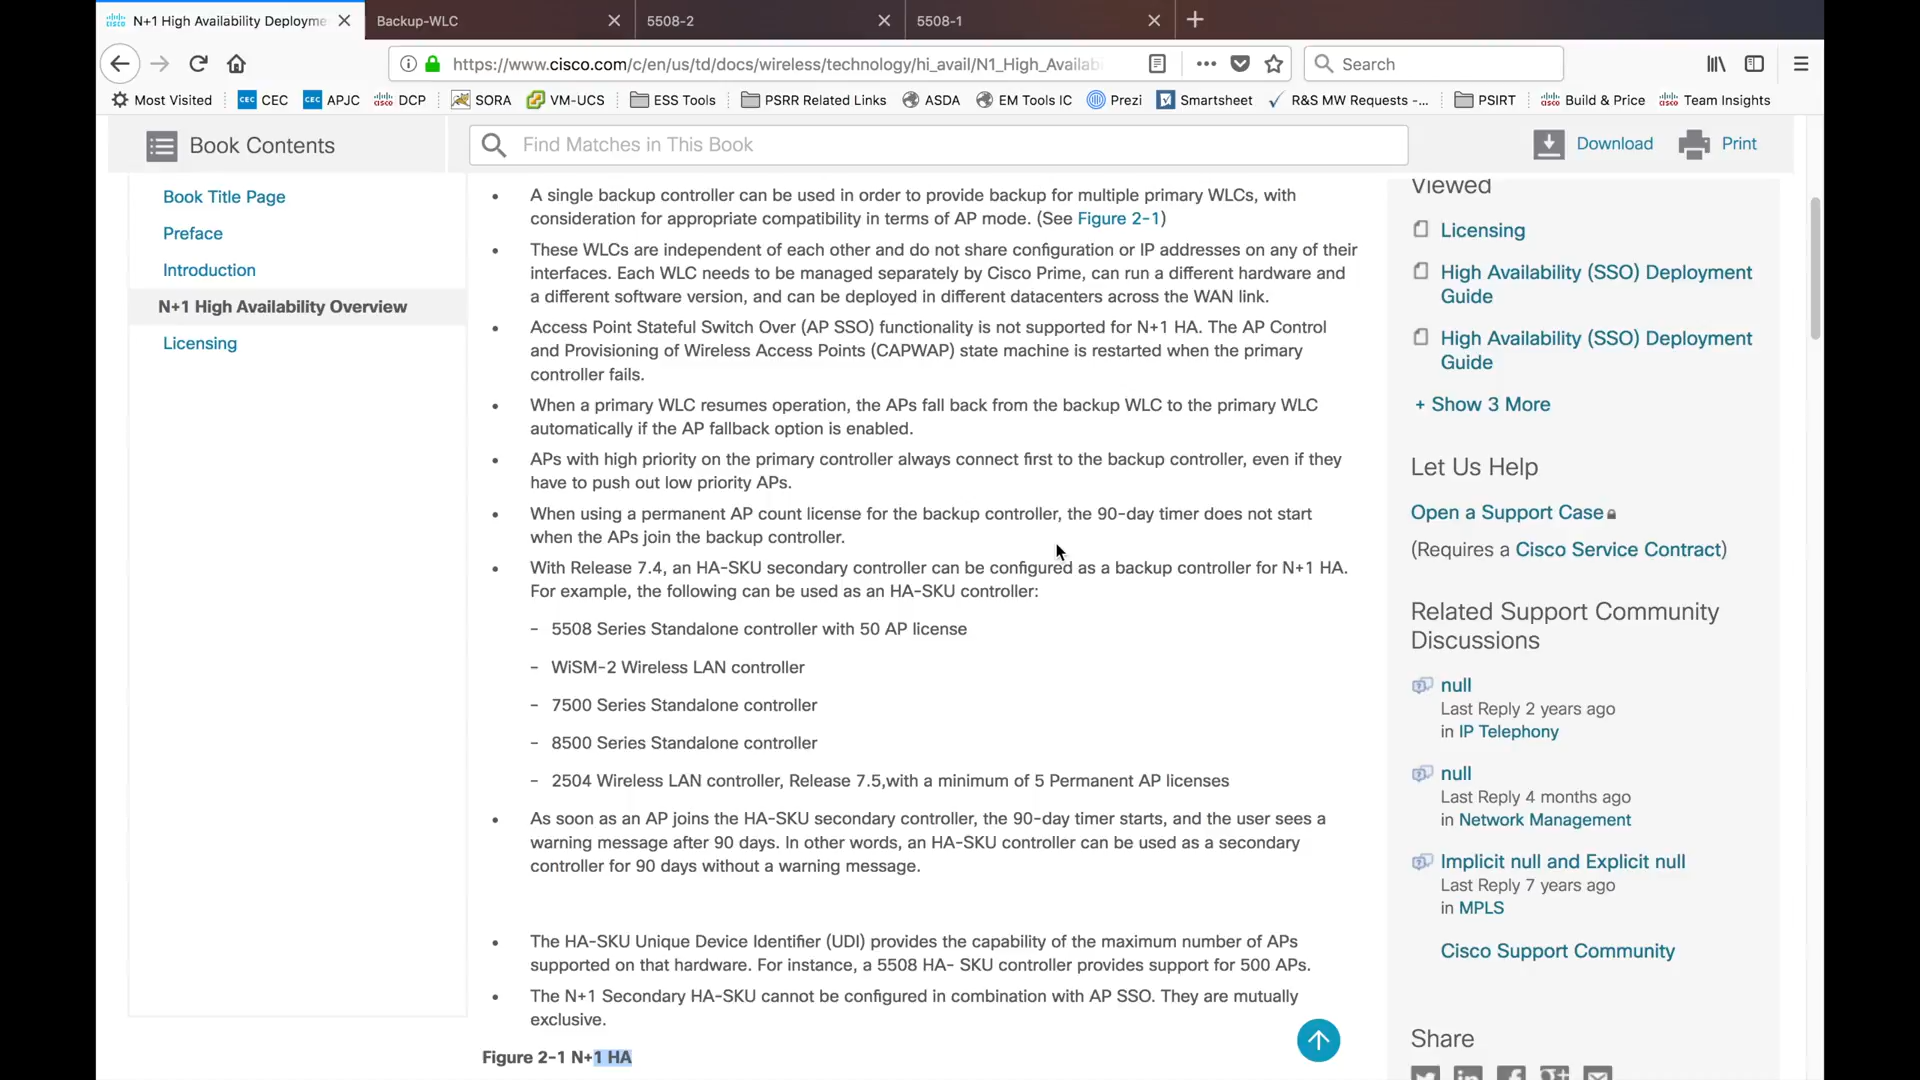 N+1 High Availability Deployme
Backup-WLC
5508-2
5508-1
https://www.cisco.com/c/en/us/td/docs/wireless/technology/hi_avail/N1_High_Availab
Search
Most Visited
CEC CEC
CEC APJC
DCP
SORA
VM-UCS
ESS Tools
PSRR Related Links
ASDA
EM Tools IC
Prezi
Smartsheet
R&S MW Requests -...
PSIRT
Build & Price
Team Insights
Book Contents
Find Matches in This Book
Download
Print
Book Title Page
Preface
Introduction
N+1 High Availability Overview
Licensing
• A single backup controller can be used in order to provide backup for multiple primary WLCs, with
consideration for appropriate compatibility in terms of AP mode. (See Figure 2-1)
• These WLCs are independent of each other and do not share configuration or IP addresses on any of their
interfaces. Each WLC needs to be managed separately by Cisco Prime, can run a different hardware and
a different software version, and can be deployed in different datacenters across the WAN link.
• Access Point Stateful Switch Over (AP SSO) functionality is not supported for N+1 HA. The AP Control
and Provisioning of Wireless Access Points (CAPWAP) state machine is restarted when the primary
controller fails.
• When a primary WLC resumes operation, the APs fall back from the backup WLC to the primary WLC
automatically if the AP fallback option is enabled.
• APs with high priority on the primary controller always connect first to the backup controller, even if they
have to push out low priority APs.
• When using a permanent AP count license for the backup controller, the 90-day timer does not start
when the APs join the backup controller.
• With Release 7.4, an HA-SKU secondary controller can be configured as a backup controller for N+1 HA.
For example, the following can be used as an HA-SKU controller:
– 5508 Series Standalone controller with 50 AP license
– WiSM-2 Wireless LAN controller
– 7500 Series Standalone controller
– 8500 Series Standalone controller
– 2504 Wireless LAN controller, Release 7.5,with a minimum of 5 Permanent AP licenses
• As soon as an AP joins the HA-SKU secondary controller, the 90-day timer starts, and the user sees a
warning message after 90 days. In other words, an HA-SKU controller can be used as a secondary
controller for 90 days without a warning message.
• The HA-SKU Unique Device Identifier (UDI) provides the capability of the maximum number of APs
supported on that hardware. For instance, a 5508 HA- SKU controller provides support for 500 APs.
• The N+1 Secondary HA-SKU cannot be configured in combination with AP SSO. They are mutually
exclusive.
Figure 2-1 N+1 HA
Viewed
Licensing
High Availability (SSO) Deployment
Guide
High Availability (SSO) Deployment
Guide
+ Show 3 More
Let Us Help
Open a Support Case
(Requires a Cisco Service Contract)
Related Support Community
Discussions
null
Last Reply 2 years ago
in IP Telephony
null
Last Reply 4 months ago
in Network Management
Implicit null and Explicit null
Last Reply 7 years ago
in MPLS
Cisco Support Community
Share